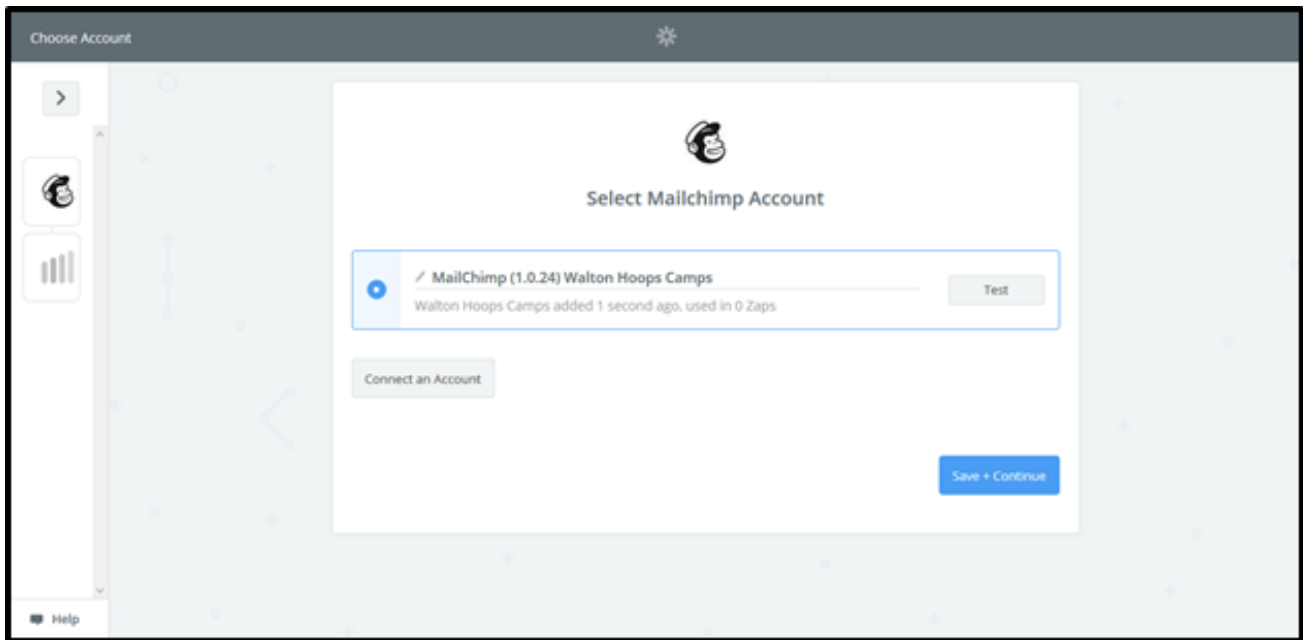 Choose Account
Select Mailchimp Account
MailChimp (1.0.24) Walton Hoops Camps
Test
Walton Hoops Camps added 1 second ago, used in 0 Zaps
Connect an Account
Save + Continue
Help